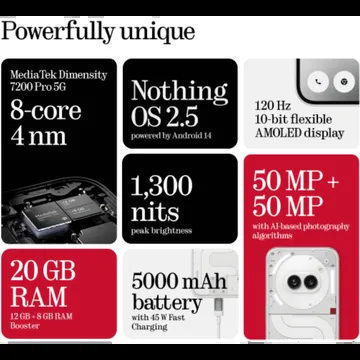 Powerfully unique
MediaTek Dimensity
7200 Pro 5G
8-core
4 nm
MediaTek
Nothing
OS 2.5
powered by Android 14
120 Hz
10-bit flexible
AMOLED display
1,300
nits
peak brightness
50 MP +
50 MP
with AI-based photography
algorithms
20 GB
RAM
12 GB + 8 GB RAM
Booster
5000 mAh
battery
with 45 W Fast
Charging